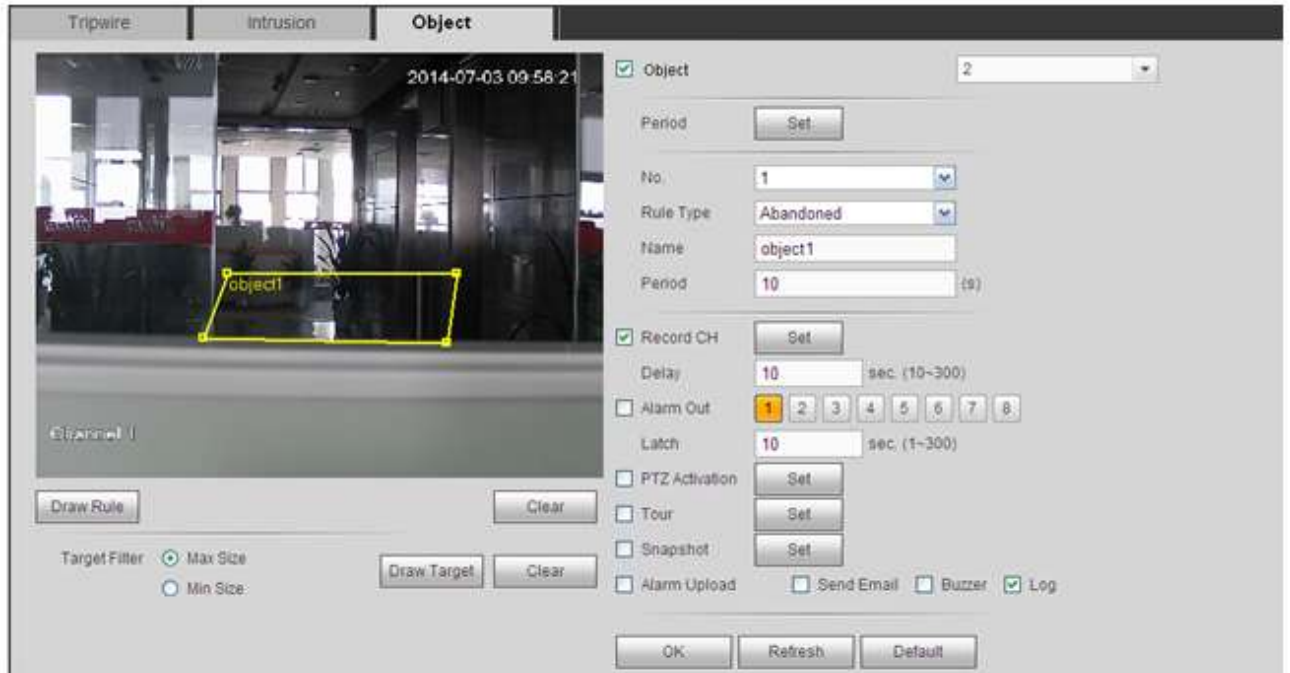 Tripwire Intrusion Object
2014-07-03 09:58:21
object1
Channel 1
Draw Rule Clear
Target Filter Max Size
Min Size
Draw Target Clear
Object 2
Period Set
No. 1
Rule Type Abandoned
Name object1
Period 10 (s)
Record CH Set
Delay 10 sec. (10~300)
Alarm Out 1 2 3 4 5 6 7 8
Latch 10 sec. (1~300)
PTZ Activation Set
Tour Set
Snapshot Set
Alarm Upload Send Email Buzzer Log
OK Refresh Default